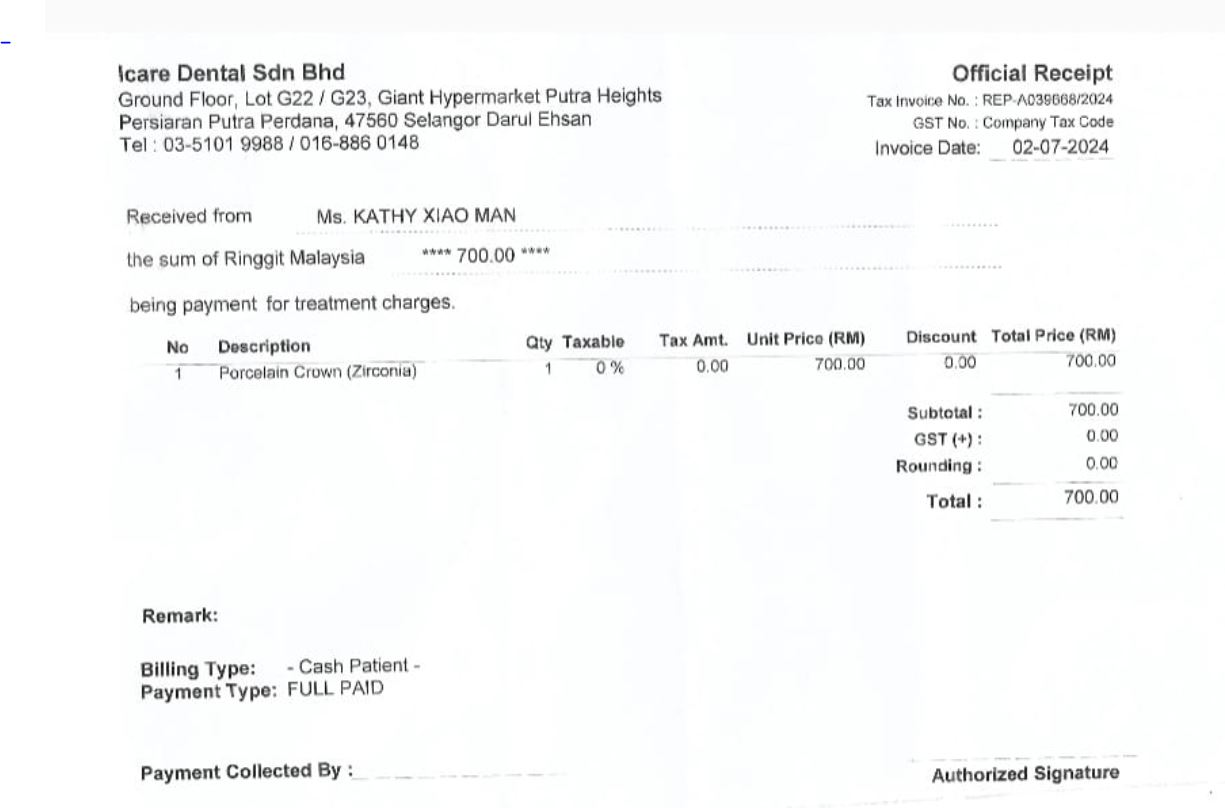 Icare Dental Sdn Bhd
Ground Floor, Lot G22 / G23, Giant Hypermarket Putra Heights
Persiaran Putra Perdana, 47560 Selangor Darul Ehsan
Tel : 03-5101 9988 / 016-886 0148
Official Receipt
Tax Invoice No. : REP-A039668/2024
GST No. : Company Tax Code
Invoice Date: 02-07-2024
Received from Ms. KATHY XIAO MAN
the sum of Ringgit Malaysia **** 700.00 ****
being payment for treatment charges.
No Description Qty Taxable Tax Amt. Unit Price (RM) Discount Total Price (RM)
1 Porcelain Crown (Zirconia) 1 0 % 0.00 700.00 0.00 700.00
Subtotal : 700.00
GST (+) : 0.00
Rounding : 0.00
Total : 700.00
Remark:
Billing Type: - Cash Patient -
Payment Type: FULL PAID
Payment Collected By :
Authorized Signature